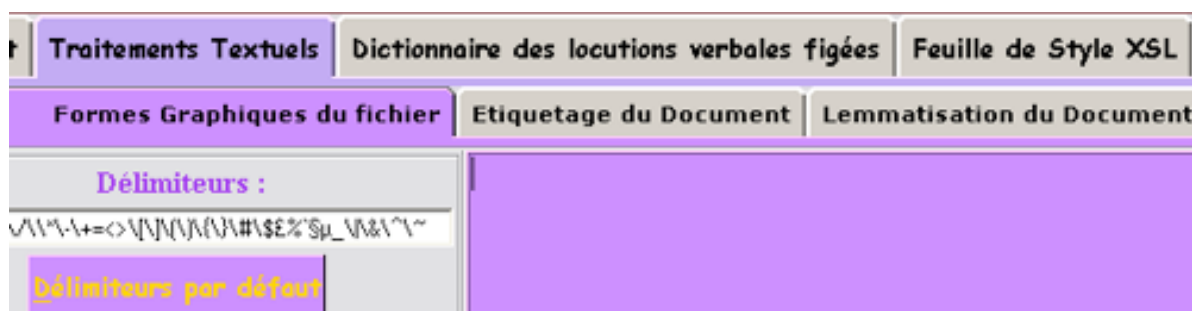 Traitements Textuels Dictionnaire des locutions verbales figées Feuille de Style XSL
Formes Graphiques du fichier Etiquetage du Document Lemmatisation du Document
Délimiteurs :
\^\-\+=<>\[\]\(\)\{\}\#\$£%
Délimiteurs par défaut